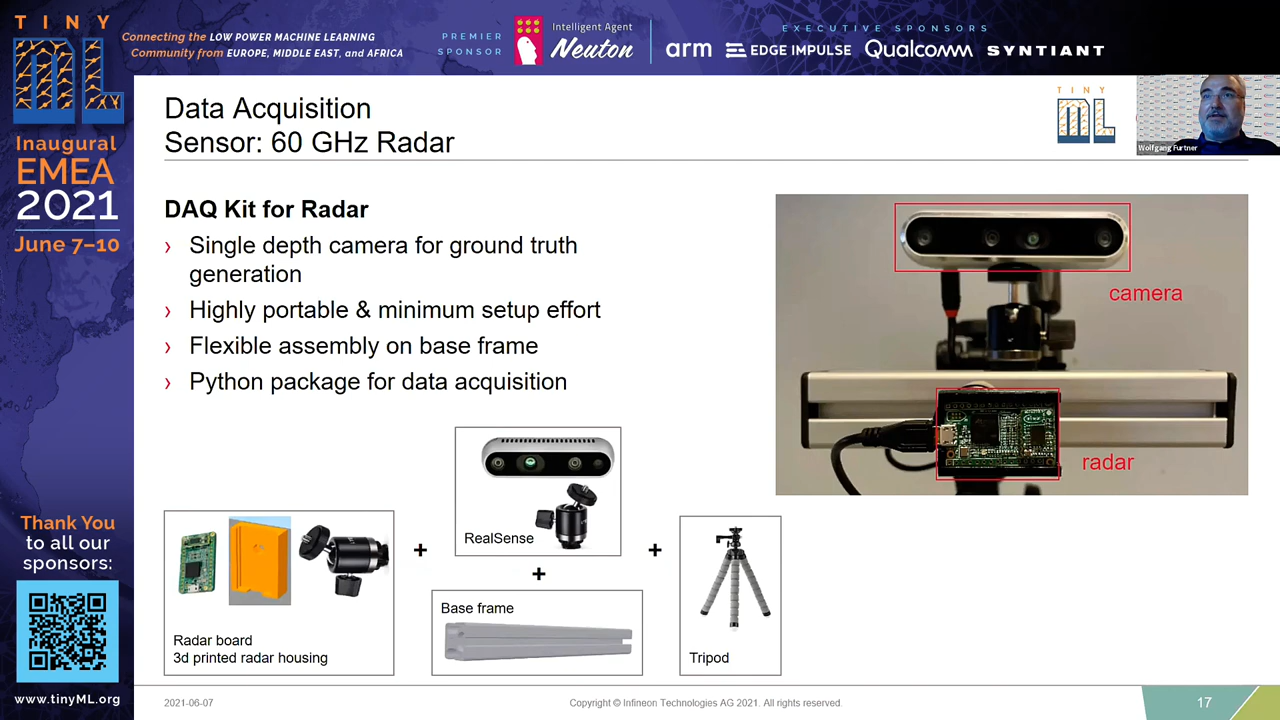 TINY
ML
Connecting the LOW POWER MACHINE LEARNING
Community from EUROPE, MIDDLE EAST, and AFRICA
PREMIER
SPONSOR
Intelligent Agent
Neuton
EXECUTIVE SPONSORS
arm
EDGE IMPULSE
Qualcomm
SYNTIANT
Inaugural
EMEA
2021
June 7–10
Thank You
to all our
sponsors:
www.tinyML.org
Data Acquisition
Sensor: 60 GHz Radar
TINY
ML
Wolfgang Furtner
DAQ Kit for Radar
› Single depth camera for ground truth
generation
› Highly portable & minimum setup effort
› Flexible assembly on base frame
› Python package for data acquisition
camera
radar
Radar board
3d printed radar housing
+
RealSense
+
Base frame
+
Tripod
2021-06-07
Copyright © Infineon Technologies AG 2021. All rights reserved.
17